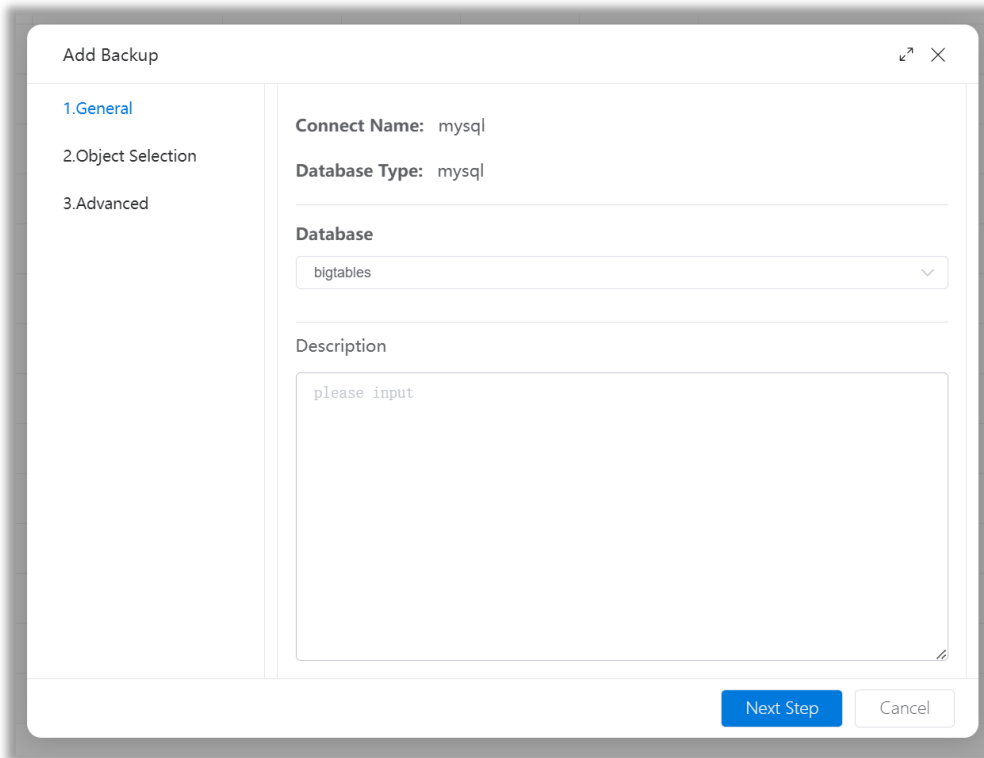 Add Backup
1.General
2.Object Selection
3.Advanced
Connect Name: mysql
Database Type: mysql
Database
bigtables
Description
please input
Next Step
Cancel